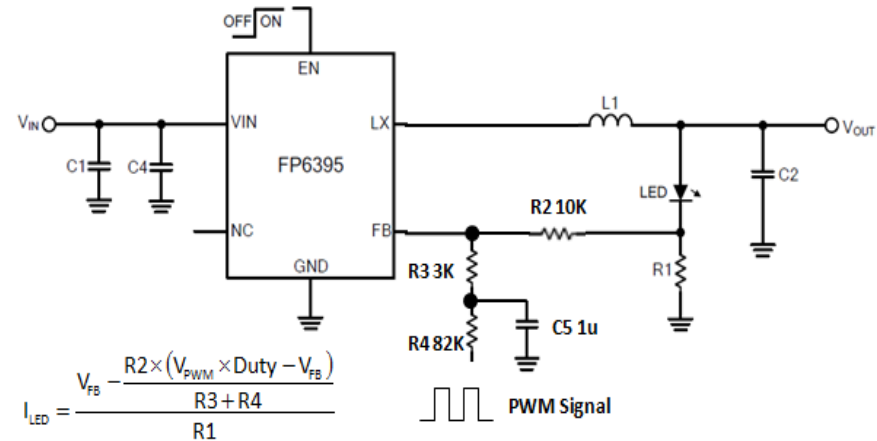 OFF ON
EN
VIN
VIN
LX
L1
VOUT
C1
C4
FP6395
LED
C2
R2 10K
NC
FB
R3 3K
R1
GND
C5 1u
R4 82K
ILED = (VFB − (R2×(VPWM×Duty−VFB))/(R3+R4))/R1
PWM Signal